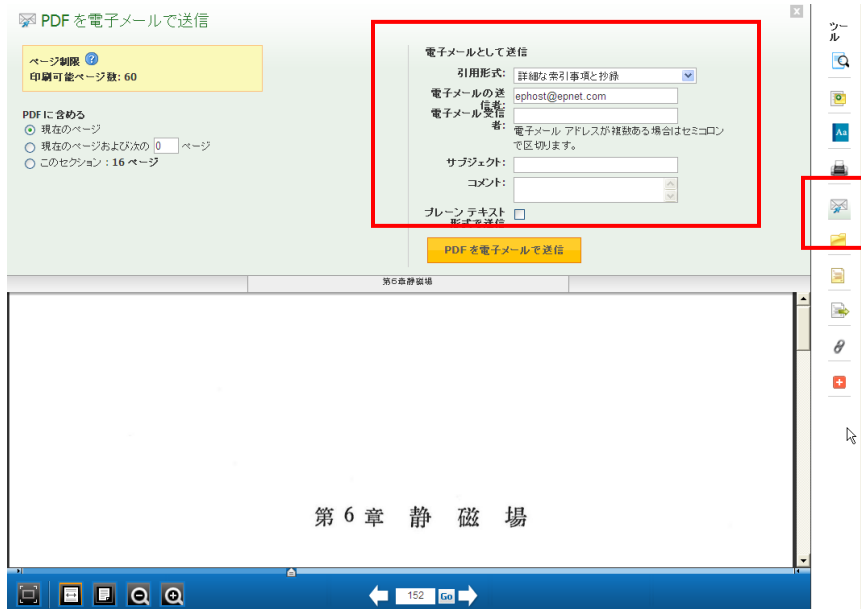 PDF を電子メールで送信
x
ツー
ル
ページ制限 ?
印刷可能ページ数: 60
PDF に含める
現在のページ
現在のページおよび次の 0 ページ
このセクション : 16 ページ
電子メールとして送信
引用形式: 詳細な索引事項と抄録
電子メールの送
信者: ephost@epnet.com
電子メール受信
者:
電子メール アドレスが複数ある場合はセミコロン
で区切ります。
サブジェクト:
コメント:
プレーン テキスト
形式で送信
PDF を電子メールで送信
Aa
第6章静磁場
第 6 章 静 磁 場
152 Go